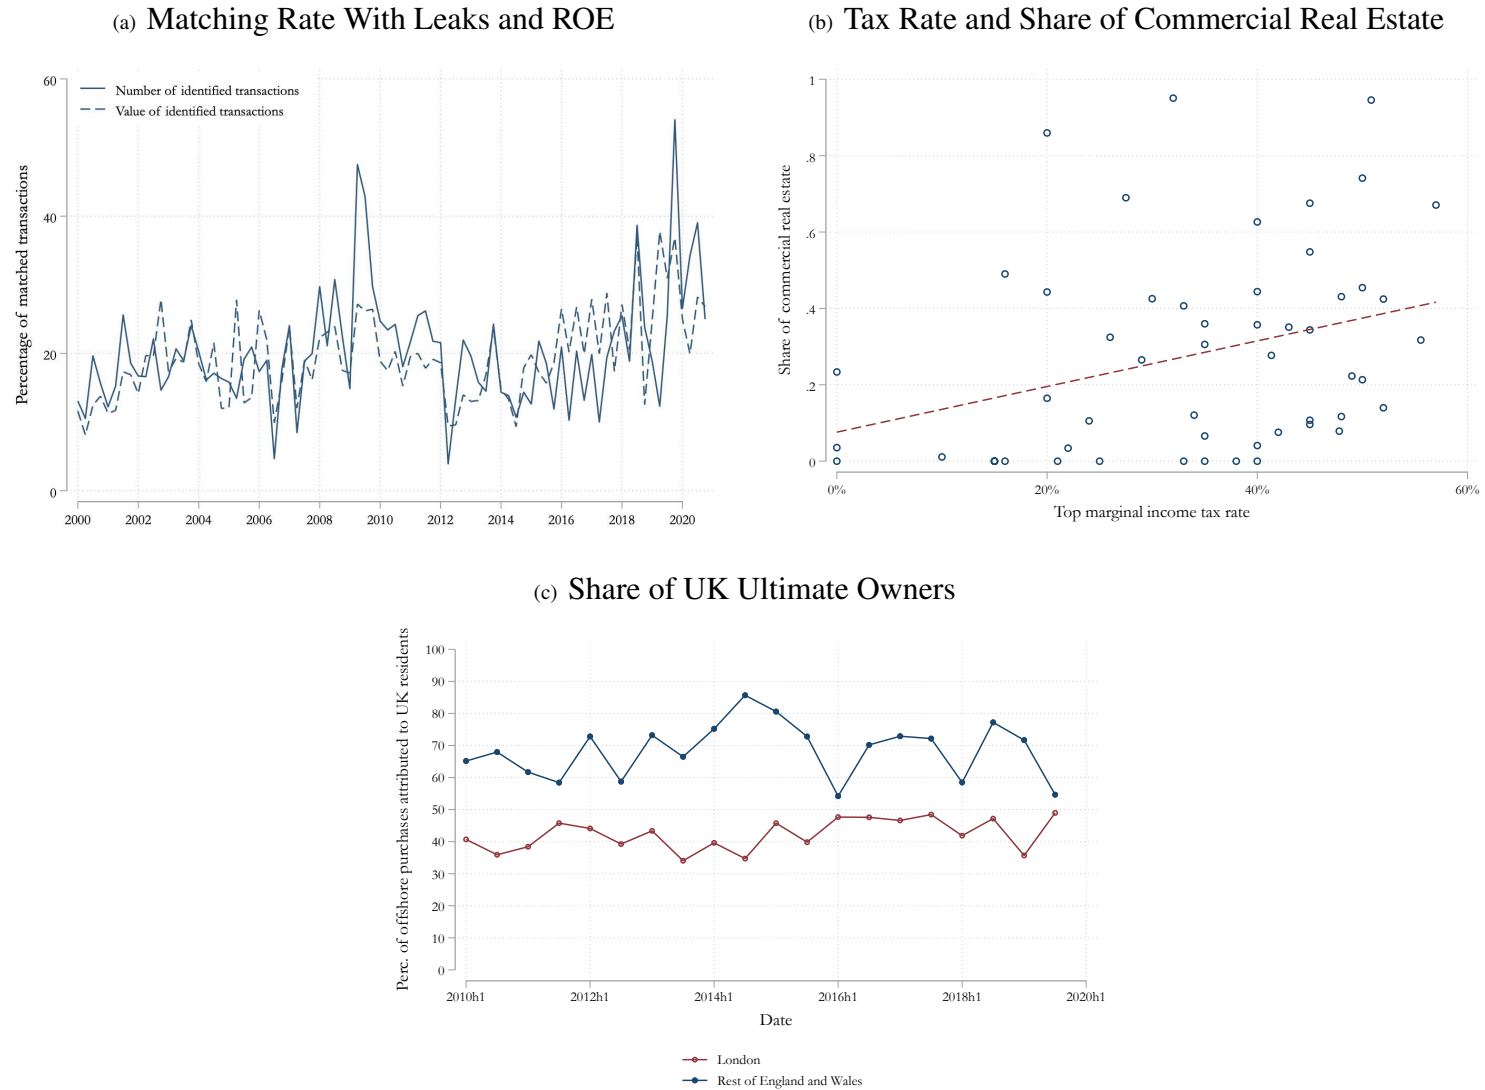 (a) Matching Rate With Leaks and ROE
Percentage of matched transactions
60
40
20
0
Number of identified transactions
Value of identified transactions
2000 2002 2004 2006 2008 2010 2012 2014 2016 2018 2020
(b) Tax Rate and Share of Commercial Real Estate
Share of commercial real estate
1
.8
.6
.4
.2
0
0% 20% 40% 60%
Top marginal income tax rate
(c) Share of UK Ultimate Owners
Perc. of offshore purchases attributed to UK residents
100
90
80
70
60
50
40
30
20
10
0
2010h1 2012h1 2014h1 2016h1 2018h1 2020h1
Date
London
Rest of England and Wales